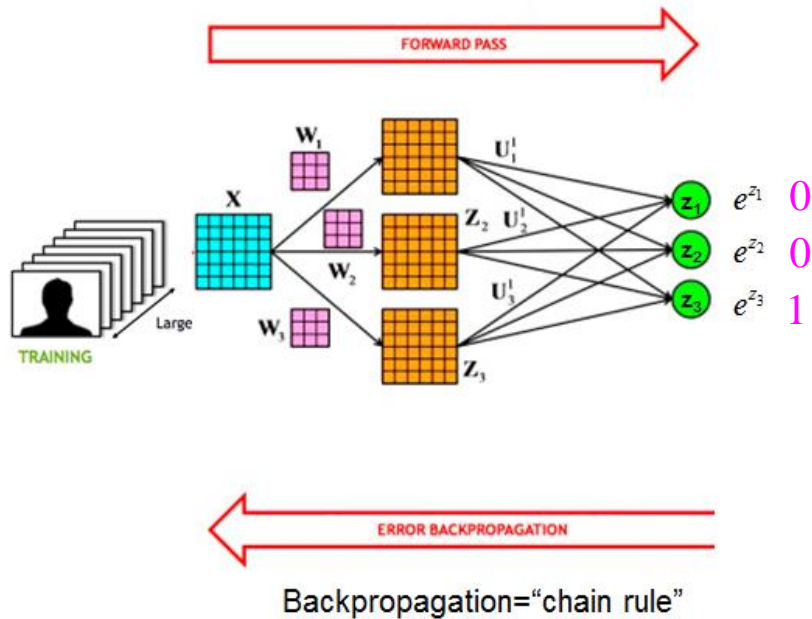 FORWARD PASS
W₁
X
U₁¹
z₁ e^{z₁} 0
Z₂ U₂¹
z₂ e^{z₂} 0
W₂
U₃¹
z₃ e^{z₃} 1
Large
W₃
TRAINING
Z₃
ERROR BACKPROPAGATION
Backpropagation=“chain rule”